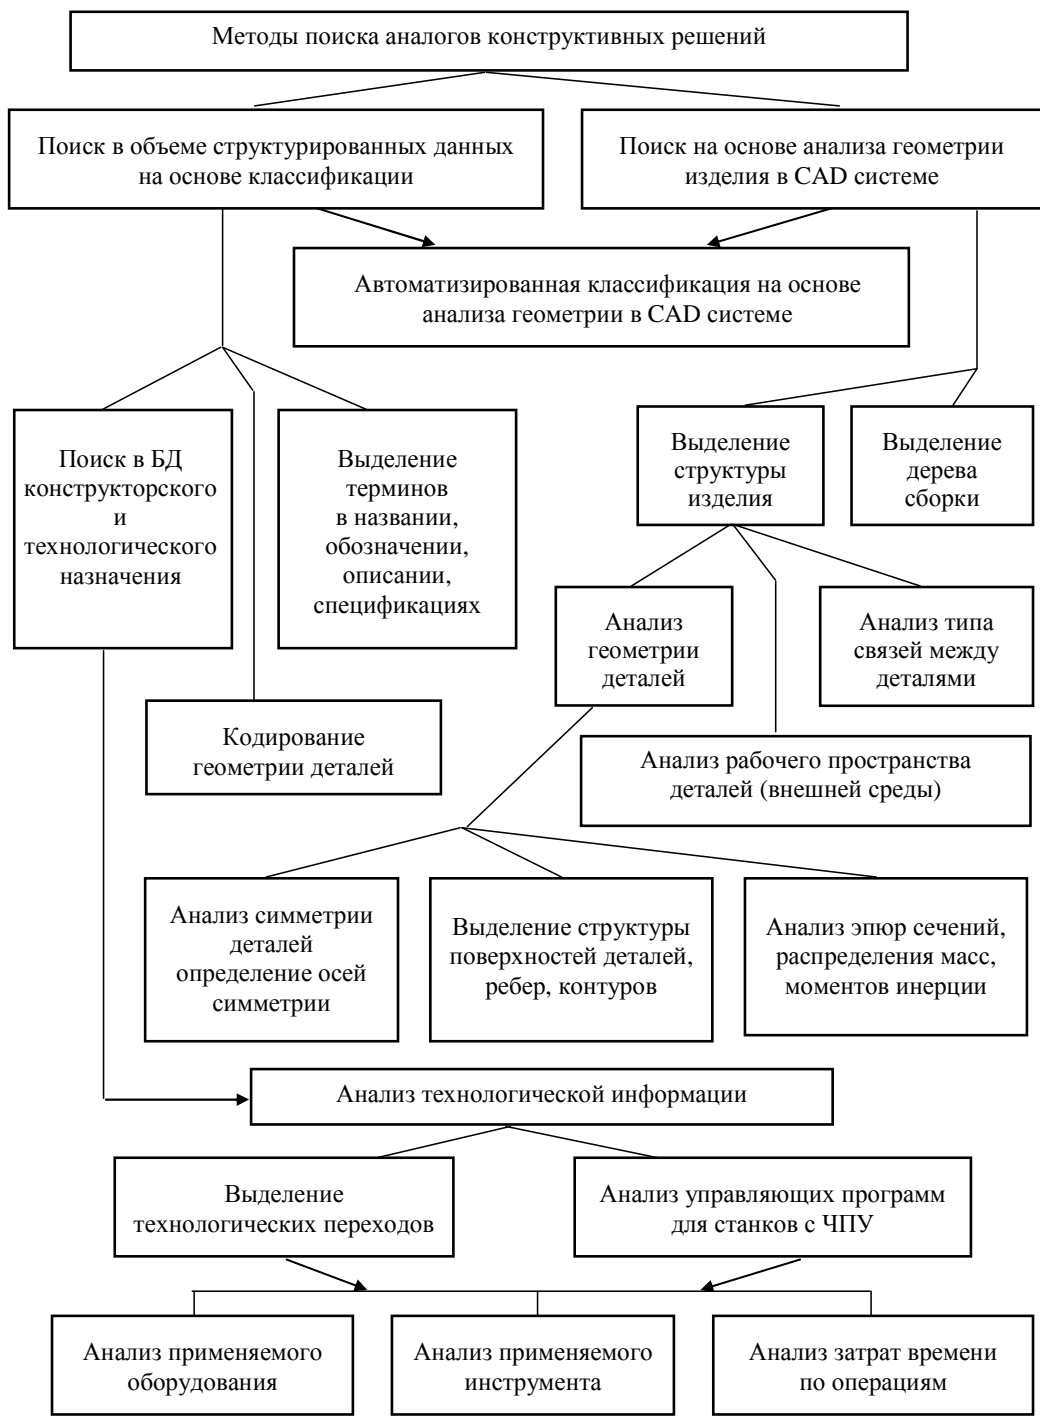 Методы поиска аналогов конструктивных решений
Поиск в объеме структурированных данных
на основе классификации
Поиск на основе анализа геометрии
изделия в CAD системе
Автоматизированная классификация на основе
анализа геометрии в CAD системе
Поиск в БД
конструкторского
и
технологического
назначения
Выделение
терминов
в названии,
обозначении,
описании,
спецификациях
Выделение
структуры
изделия
Выделение
дерева
сборки
Анализ
геометрии
деталей
Анализ типа
связей между
деталями
Кодирование
геометрии деталей
Анализ рабочего пространства
деталей (внешней среды)
Анализ симметрии
деталей
определение осей
симметрии
Выделение структуры
поверхностей деталей,
ребер, контуров
Анализ эпюр сечений,
распределения масс,
моментов инерции
Анализ технологической информации
Выделение
технологических переходов
Анализ управляющих программ
для станков с ЧПУ
Анализ применяемого
оборудования
Анализ применяемого
инструмента
Анализ затрат времени
по операциям